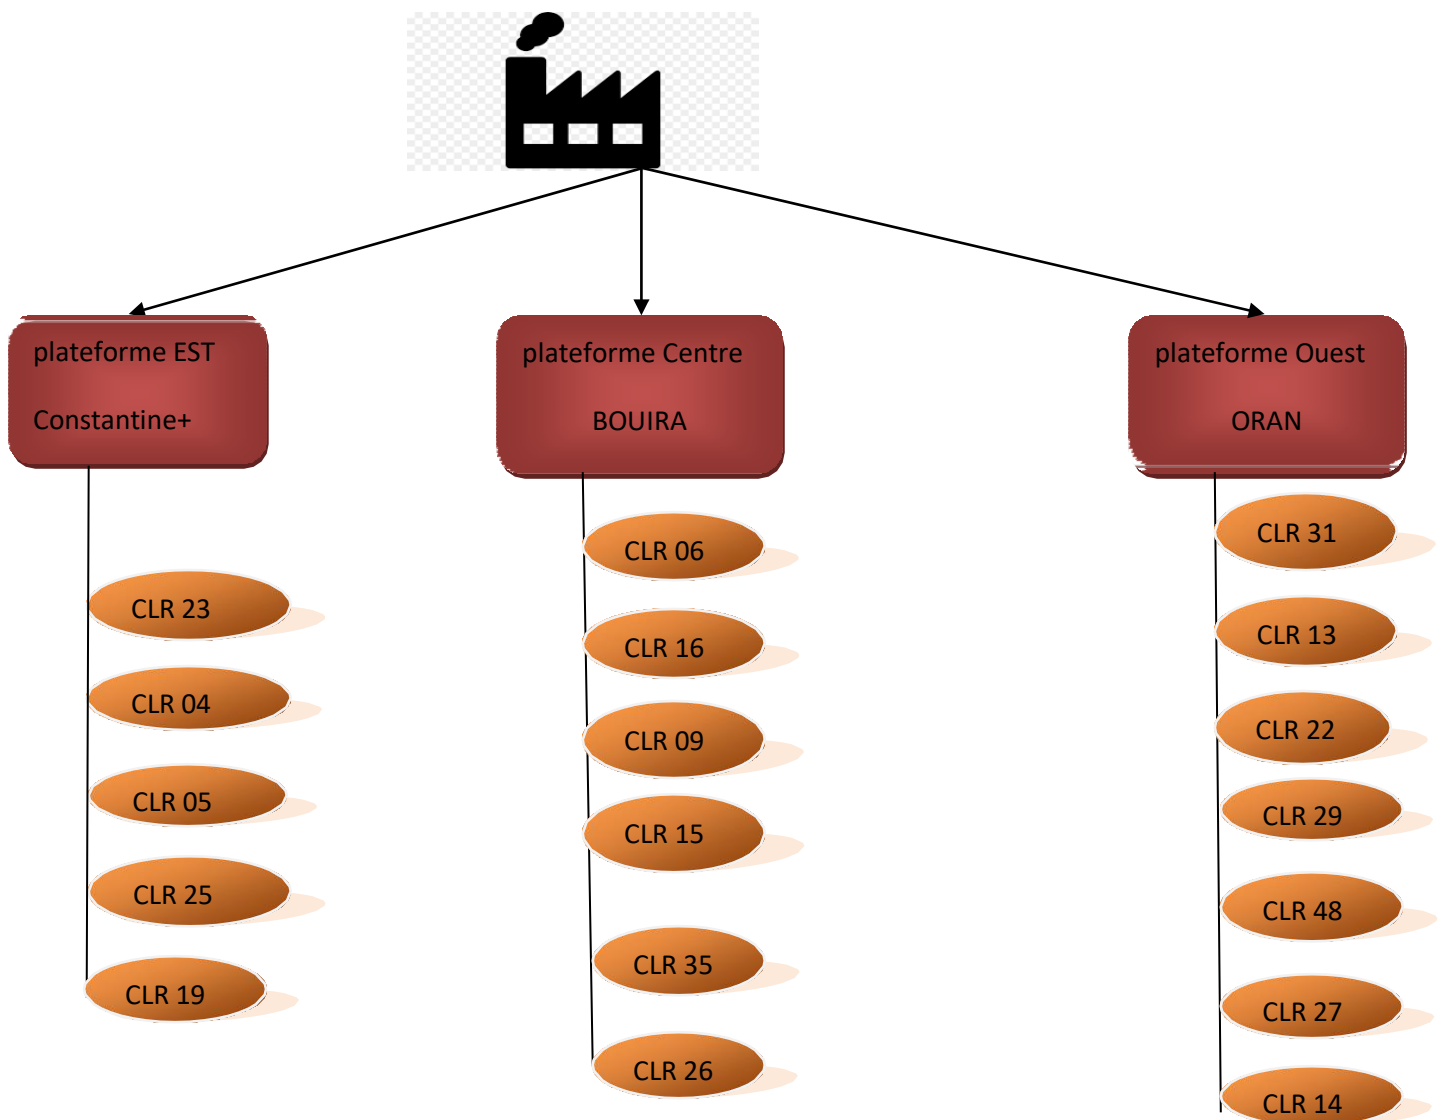 plateforme EST
Constantine+
CLR 23
CLR 04
CLR 05
CLR 25
CLR 19
plateforme Centre
BOUIRA
CLR 06
CLR 16
CLR 09
CLR 15
CLR 35
CLR 26
plateforme Ouest
ORAN
CLR 31
CLR 13
CLR 22
CLR 29
CLR 48
CLR 27
CLR 14